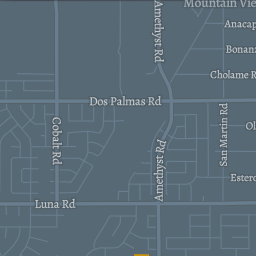 Mountain Vie
Anacap
Amethyst Rd
Bonanz
Cholame R
Dos Palmas Rd
Cobalt Rd
San Martin Rd
Ol
Amethyst Rd
Estero
Luna Rd